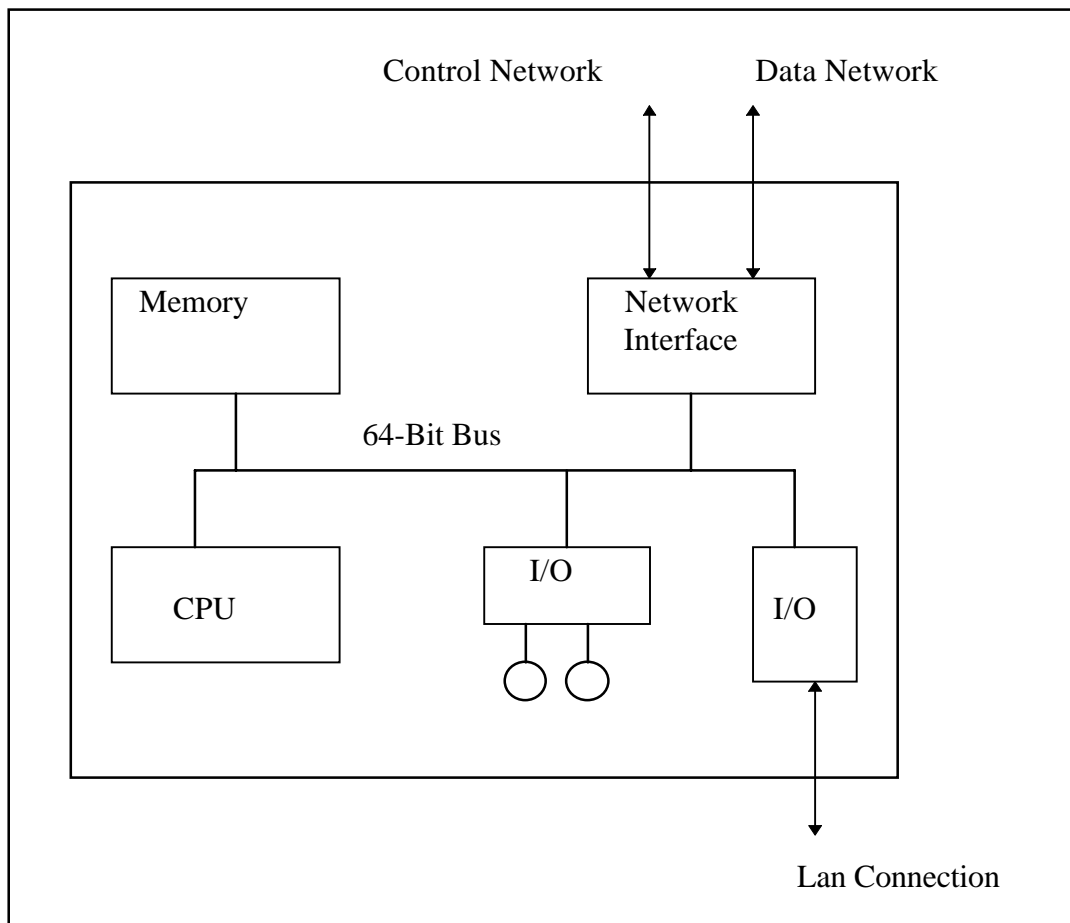 Control Network
Data Network
Memory
Network
Interface
64-Bit Bus
CPU
I/O
I/O
Lan Connection